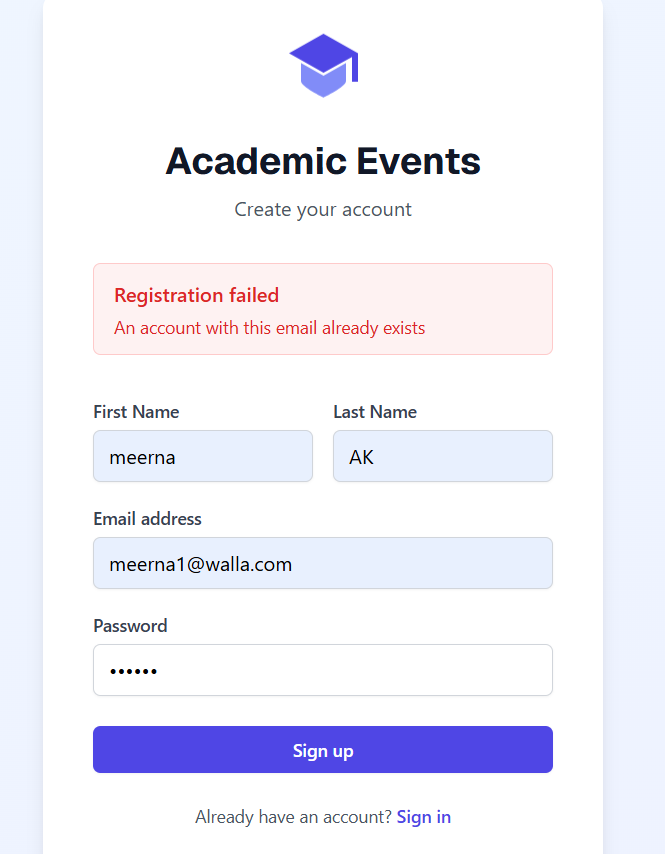 Academic Events
Create your account
Registration failed
An account with this email already exists
First Name Last Name
meerna AK
Email address
meerna1@walla.com
Password
••••••
Sign up
Already have an account? Sign in